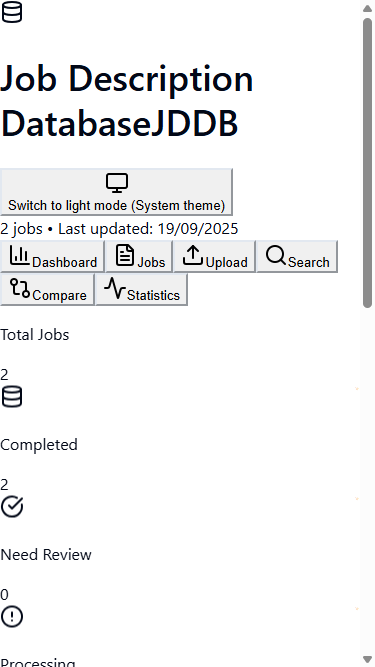 Job Description
DatabaseJDDB
Switch to light mode (System theme)
2 jobs • Last updated: 19/09/2025
Dashboard Jobs Upload Search
Compare Statistics
Total Jobs
2
Completed
2
Need Review
0
Processing